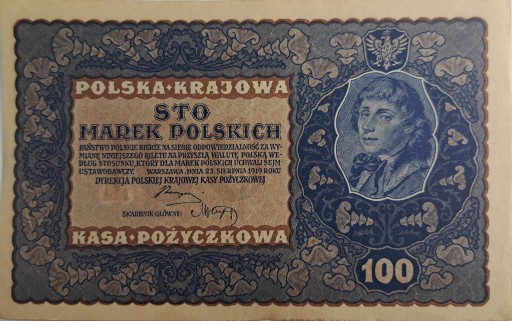 POLSKA·KRAJOWA
STO
MAREK POLSKICH
PAŃSTWO POLSKIE BIERZE NA SIEBIE ODPOWIEDZIALNOŚĆ ZA WY-
MIANĘ NINIEJSZEGO BILETU NA PRZYSZŁĄ WALUTĘ POLSKĄ WE-
DŁUG STOSUNKU, KTÓRY DLA MAREK POLSKICH UCHWALI SEJM
USTAWODAWCZY. WARSZAWA, DNIA 23. SIERPNIA 1919 ROKU
DYREKCJA POLSKIEJ KRAJOWEJ KASY POŻYCZKOWEJ
SKARBNIK GŁÓWNY:
KASA·POŻYCZKOWA
100